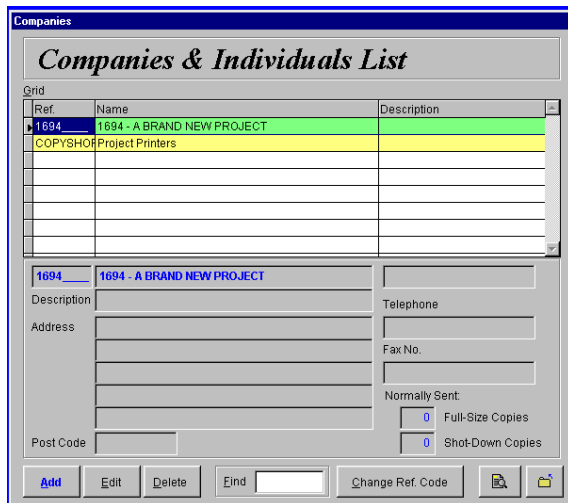 Companies
Companies & Individuals List
Grid
Ref. Name Description
1694____ 1694 - A BRAND NEW PROJECT
COPYSHOP Project Printers
1694____ 1694 - A BRAND NEW PROJECT
Description
Telephone
Address
Fax No.
Normally Sent:
0 Full-Size Copies
Post Code 0 Shot-Down Copies
Add Edit Delete Find Change Ref. Code